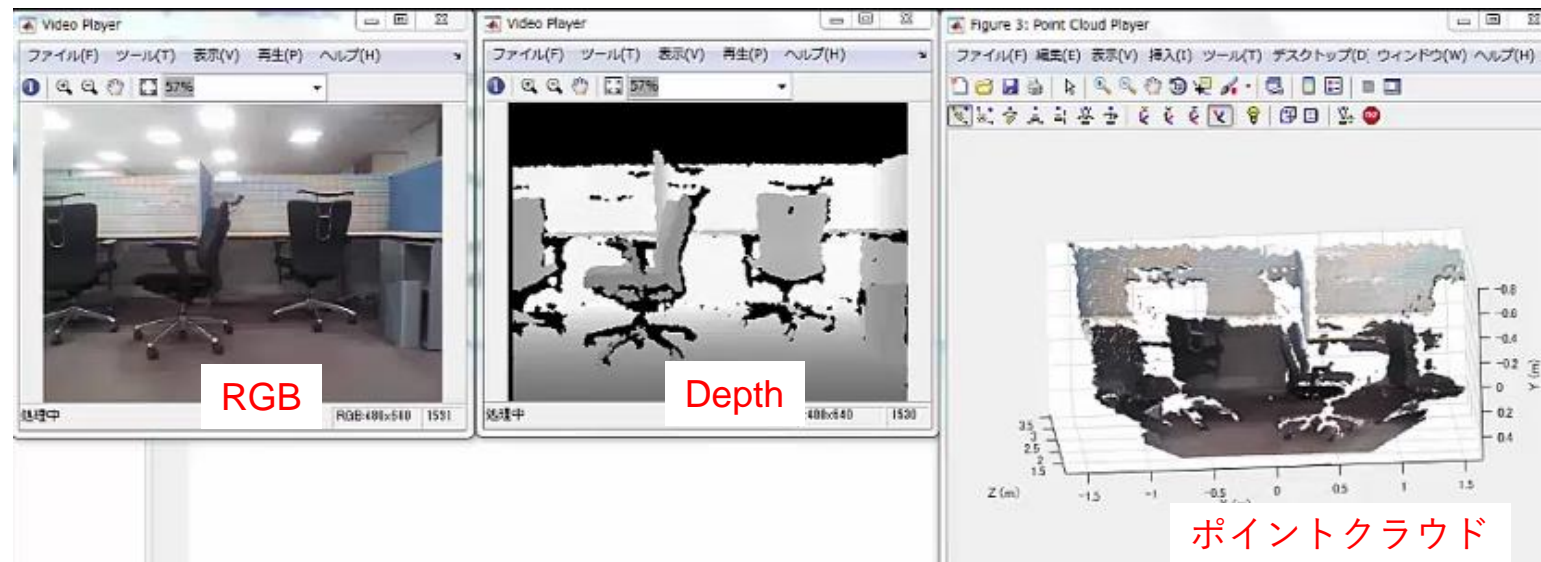 Video Player
ファイル(F) ツール(T) 表示(V) 再生(P) ヘルプ(H)
57%
RGB
処理中
RGB:480x640 1531
Video Player
ファイル(F) ツール(T) 表示(V) 再生(P) ヘルプ(H)
57%
Depth
処理中
:480x640 1530
Figure 3: Point Cloud Player
ファイル(F) 編集(E) 表示(V) 挿入(I) ツール(T) デスクトップ(D) ウィンドウ(W) ヘルプ(H)
-0.8
-0.6
-0.4
-0.2
0
0.2
0.4
Y (m)
3.5
3
2.5
2
1.5
Z (m)
-1.5 -1 -0.5 0 0.5 1 1.5
ポイントクラウド